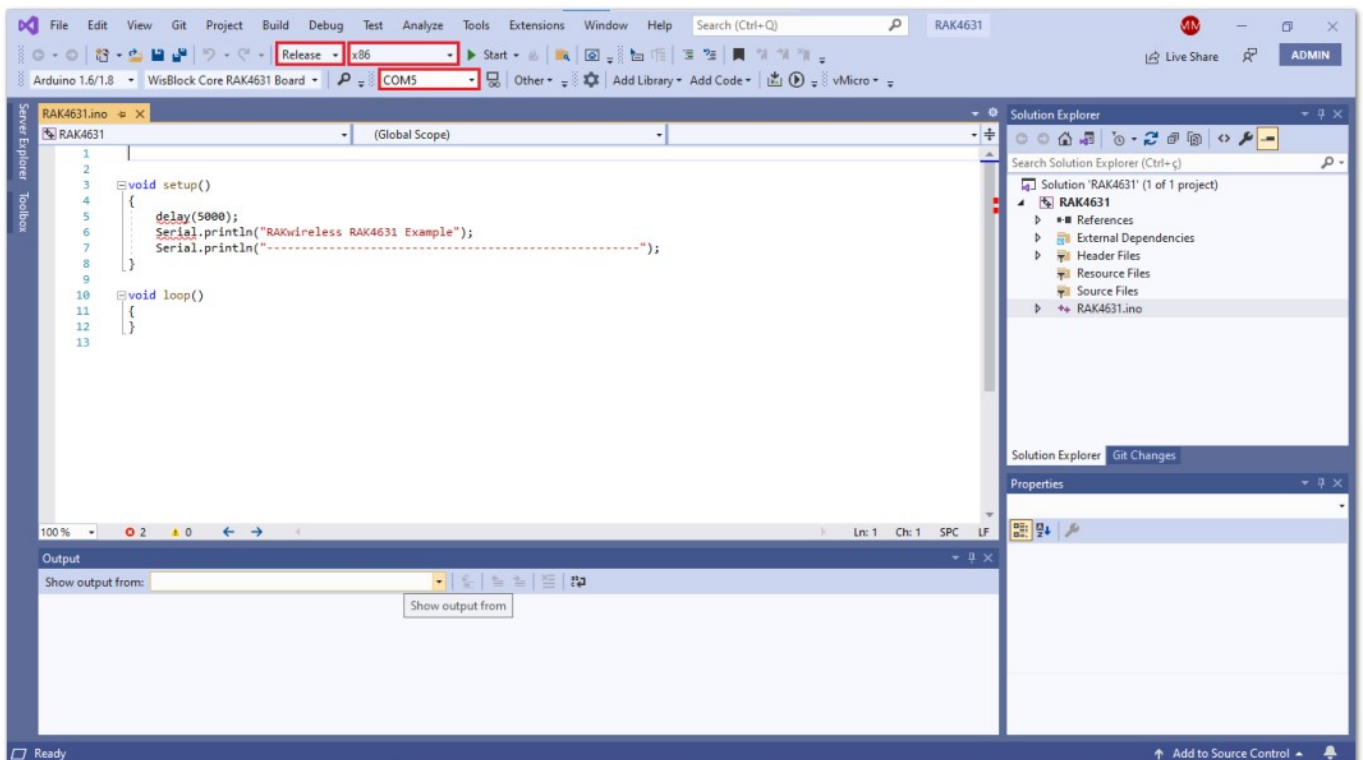 File Edit View Git Project Build Debug Test Analyze Tools Extensions Window Help Search (Ctrl+Q) RAK4631 MM
Release x86 Start Live Share ADMIN
Arduino 1.6/1.8 WisBlock Core RAK4631 Board COM5 Other Add Library Add Code vMicro
Server Explorer
Toolbox
RAK4631.ino
RAK4631 (Global Scope)
1
2
3 void setup()
4 {
5 delay(5000);
6 Serial.println("RAKwireless RAK4631 Example");
7 Serial.println("------------------------------------------------------");
8 }
9
10 void loop()
11 {
12 }
13
100 % 2 0 Ln: 1 Ch: 1 SPC LF
Output
Show output from:
Show output from
Solution Explorer
Search Solution Explorer (Ctrl+ç)
Solution 'RAK4631' (1 of 1 project)
RAK4631
References
External Dependencies
Header Files
Resource Files
Source Files
RAK4631.ino
Solution Explorer Git Changes
Properties
Ready Add to Source Control